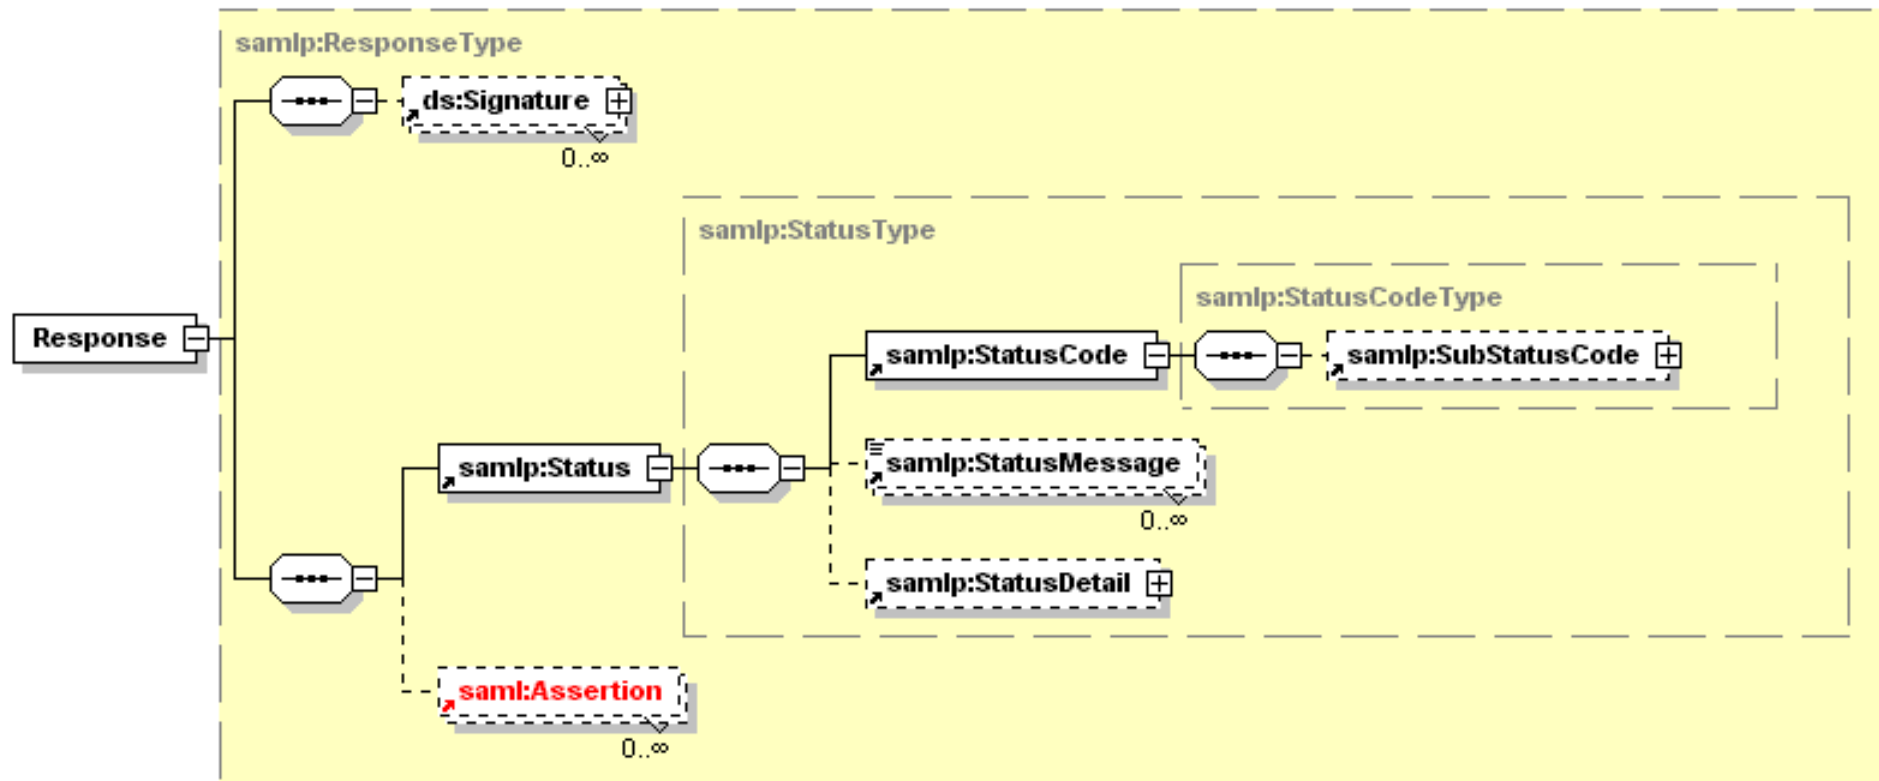 samlp:ResponseType
ds:Signature
0..∞
samlp:StatusType
samlp:StatusCodeType
Response
samlp:StatusCode
samlp:SubStatusCode
samlp:StatusMessage
samlp:Status
0..∞
samlp:StatusDetail
saml:Assertion
0..∞